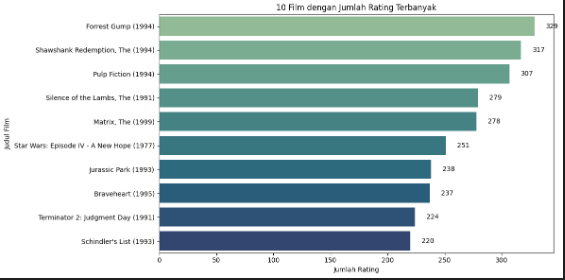 10 Film dengan Jumlah Rating Terbanyak
Forrest Gump (1994) 329
Shawshank Redemption, The (1994) 317
Pulp Fiction (1994) 307
Silence of the Lambs, The (1991) 279
Matrix, The (1999) 278
Star Wars: Episode IV - A New Hope (1977) 251
Jurassic Park (1993) 238
Braveheart (1995) 237
Terminator 2: Judgment Day (1991) 224
Schindler's List (1993) 220
Judul Film
0 50 100 150 200 250 300
Jumlah Rating